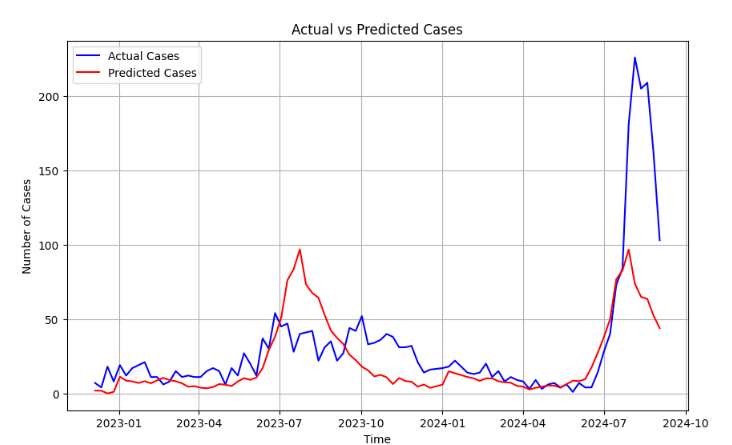 Actual vs Predicted Cases
Actual Cases
Predicted Cases
Number of Cases
200
150
100
50
0
2023-01 2023-04 2023-07 2023-10 2024-01 2024-04 2024-07 2024-10
Time